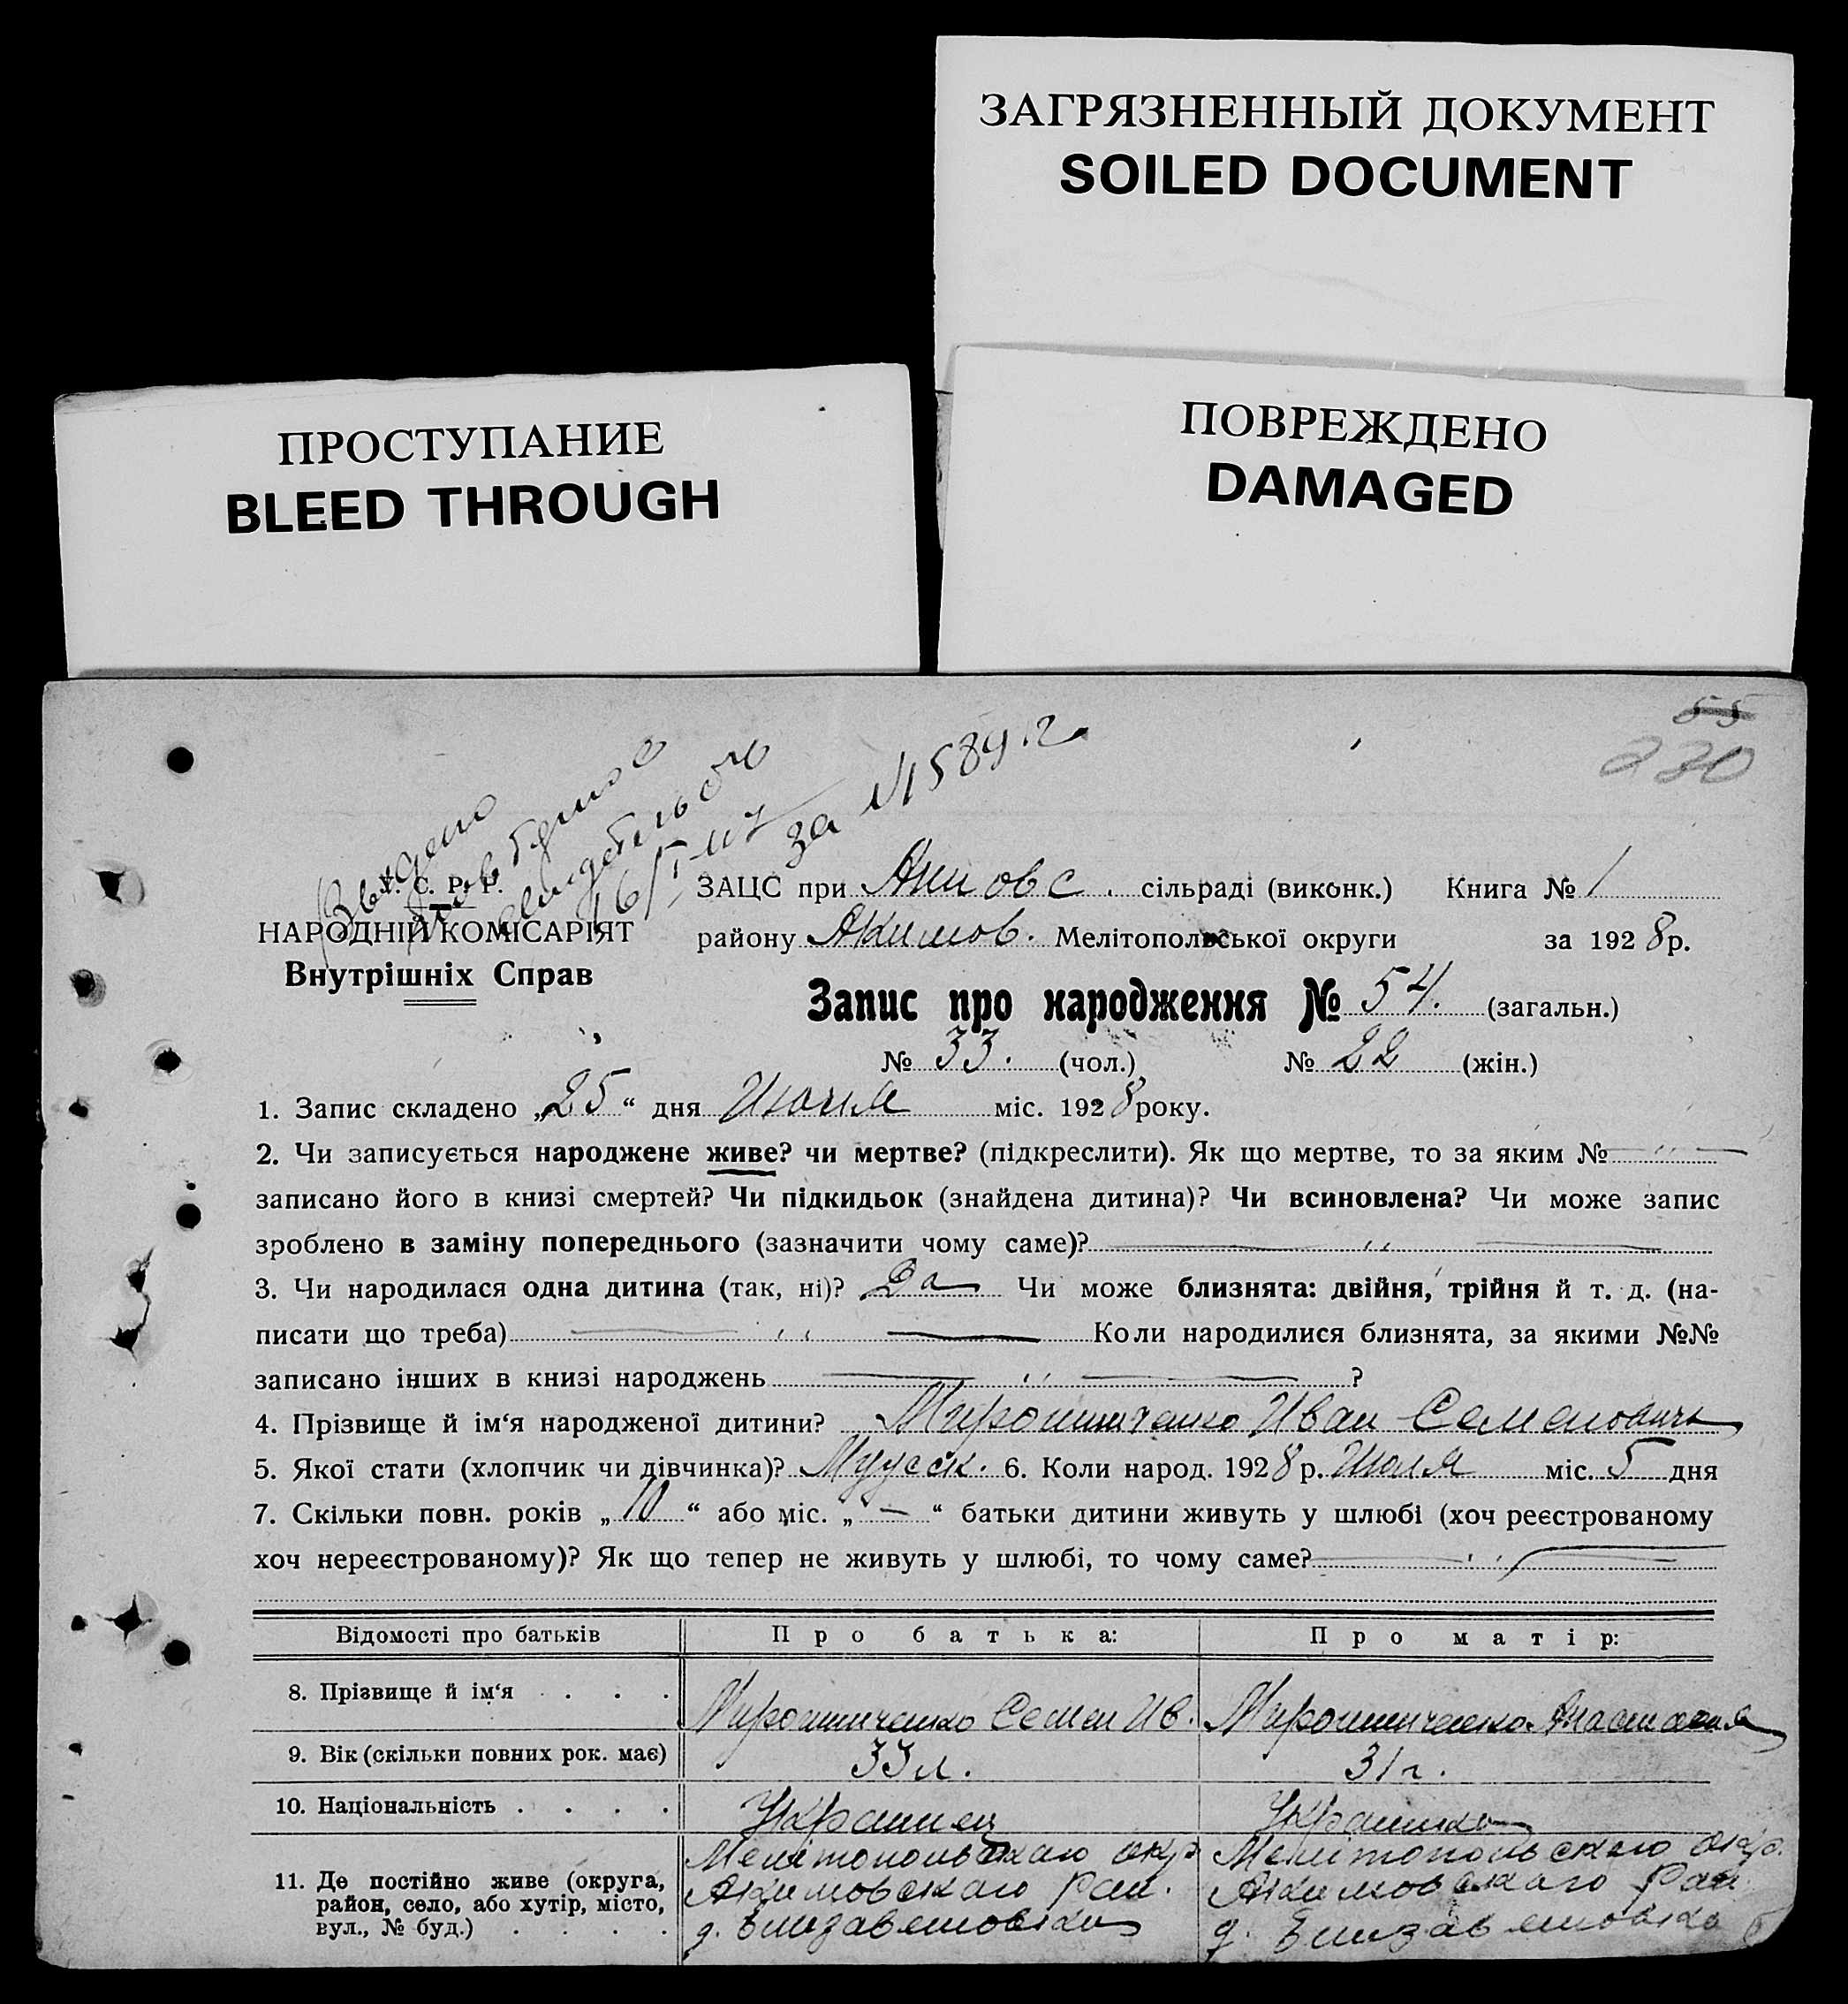 ЗАГРЯЗНЕННЫЙ ДОКУМЕНТ
SOILED DOCUMENT
ПРОСТУПАНИЕ
BLEED THROUGH
ПОВРЕЖДЕНО
DAMAGED
55
230
за №1589 г.
У. С. Р. Р.
НАРОДНІЙ КОМІСАРІЯТ
Внутрішніх Справ
ЗАЦС при сільраді (виконк.) Книга № 1
району Акимов. Мелітопольської округи за 1928 р.
Запис про народження № 54. (загальн.)
№ 33. (чол.) № 22 (жін.)
1. Запис складено „25“ дня Июля міс. 1928 року.
2. Чи записується народжене живе? чи мертве? (підкреслити). Як що мертве, то за яким № —〃—
записано його в книзі смертей? Чи підкидьок (знайдена дитина)? Чи всиновлена? Чи може запис
зроблено в заміну попереднього (зазначити чому саме)? —〃—
3. Чи народилася одна дитина (так, ні)? Да Чи може близнята: двійня, трійня й т. д. (на-
писати що треба) —〃— Коли народилися близнята, за якими №№
записано інших в книзі народжень —〃— ?
4. Прізвище й ім‘я народженої дитини? Мирошниченко Иван Семенович
5. Якої стати (хлопчик чи дівчинка)? Мужск. 6. Коли народ. 1928 р. Июля міс. 5 дня
7. Скільки повн. років „10“ або міс. „—“ батьки дитини живуть у шлюбі (хоч реєстрованому
хоч нереєстрованому)? Як що тепер не живуть у шлюбі, то чому саме? —〃—
Відомості про батьків Про батька: Про матір:
8. Прізвище й ім‘я . . . Мирошниченко Семен Ив. Мирошниченко Анастасия
9. Вік (скільки повних рок. має) 33 л. 31 г.
10. Національність . . . . Украинец Украинка
11. Де постійно живе (округа, район, село, або хутір, місто, вул., № буд.) . . . .
Мелітопольскаго окр. Акимовскаго Рай. д. Елизаветовка
Мелітопольскаго окр. Акимовскаго Рай. д. Елизаветовка